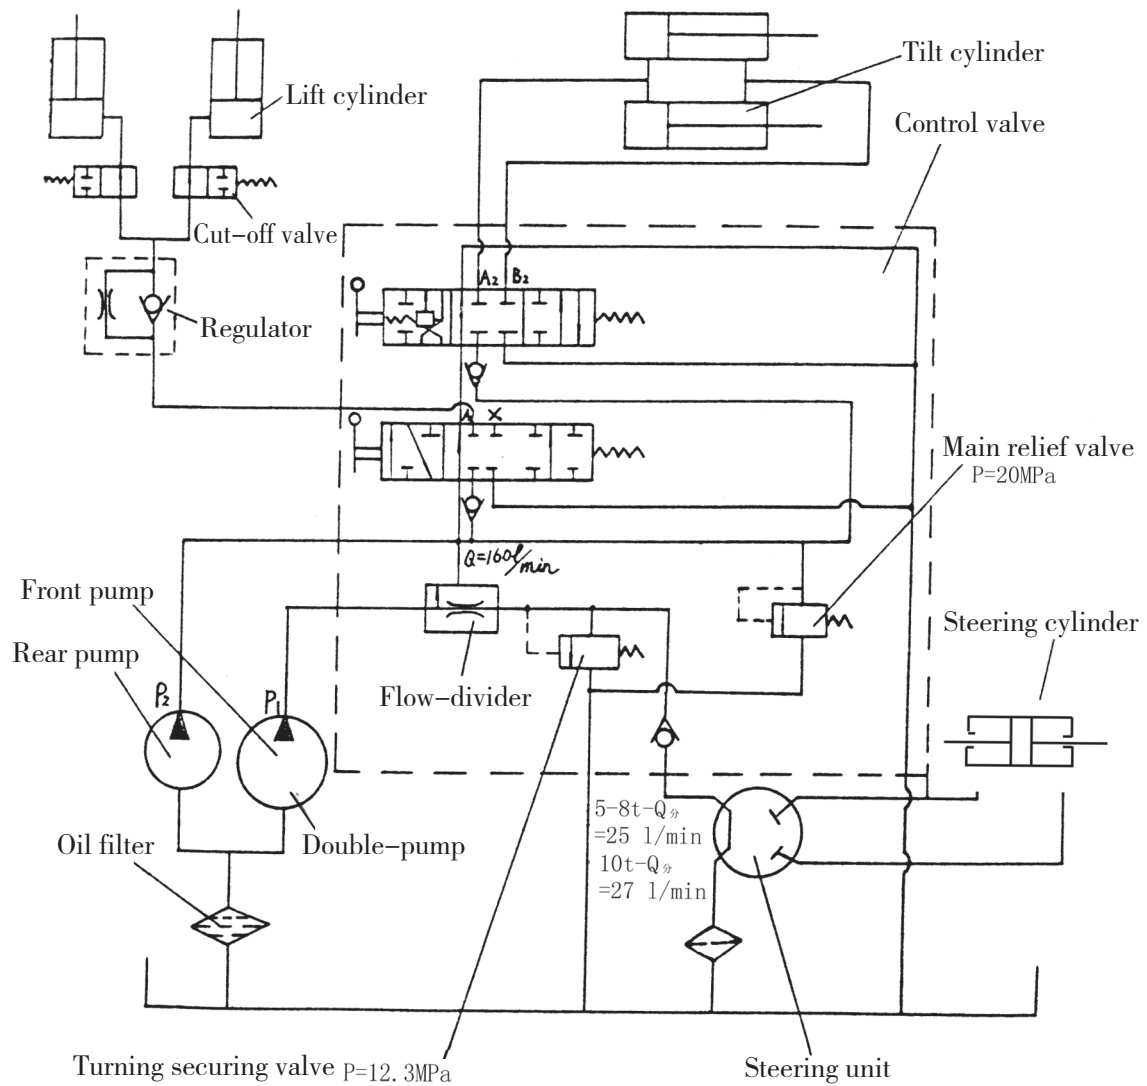 Tilt cylinder
Lift cylinder
Control valve
Cut-off valve
A2 B2
Regulator
A X
Main relief valve
P=20MPa
Q=160l/min
Front pump
Rear pump
Steering cylinder
Flow-divider
P2
P1
5-8t-Q分
=25 l/min
10t-Q分
=27 l/min
Oil filter
Double-pump
Turning securing valve P=12.3MPa
Steering unit